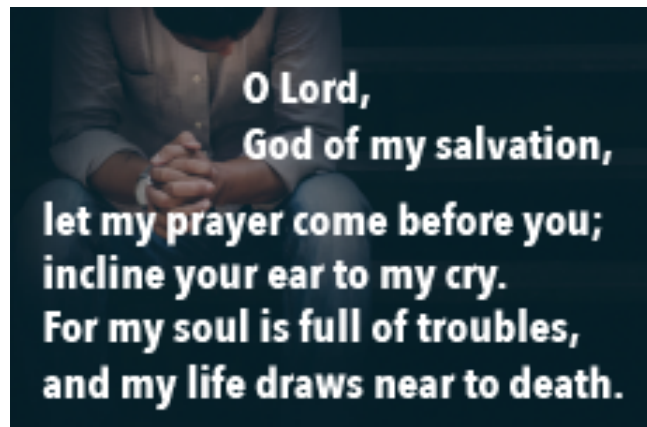 O Lord,
God of my salvation,
let my prayer come before you;
incline your ear to my cry.
For my soul is full of troubles,
and my life draws near to death.